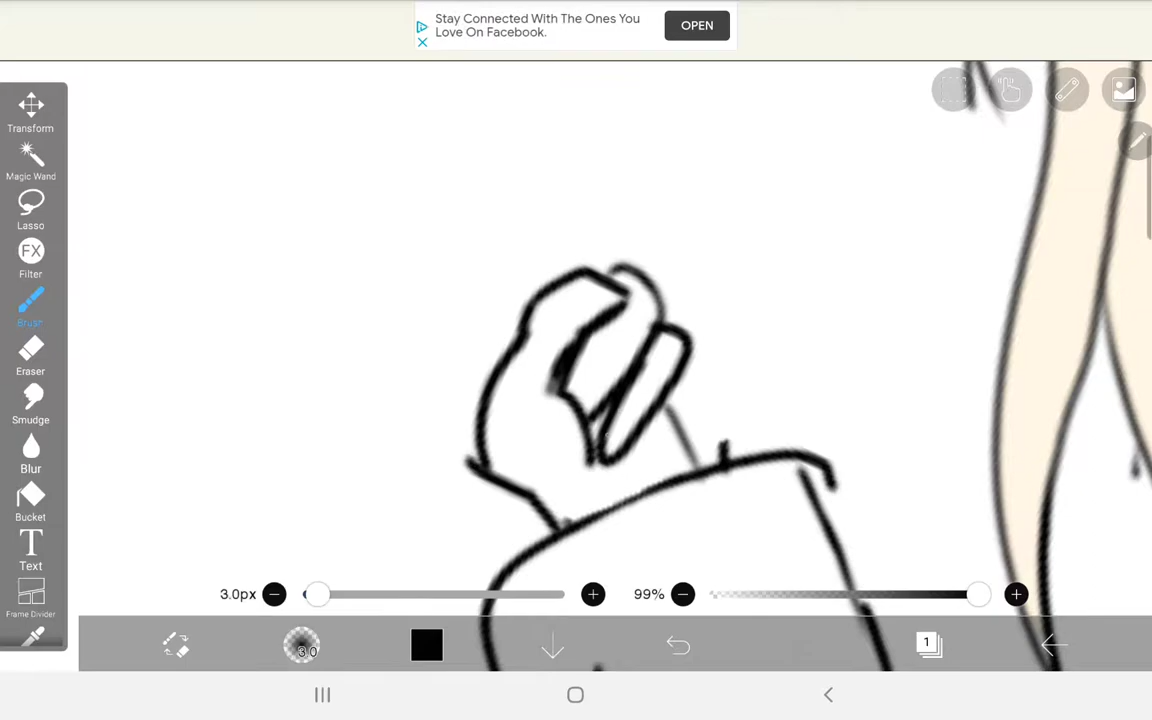 Stay Connected With The Ones You
Love On Facebook.
OPEN
Transform
Magic Wand
Lasso
FX
Filter
Brush
Eraser
Smudge
Blur
Bucket
T
Text
Frame Divider
3.0px
99%
3.0
1